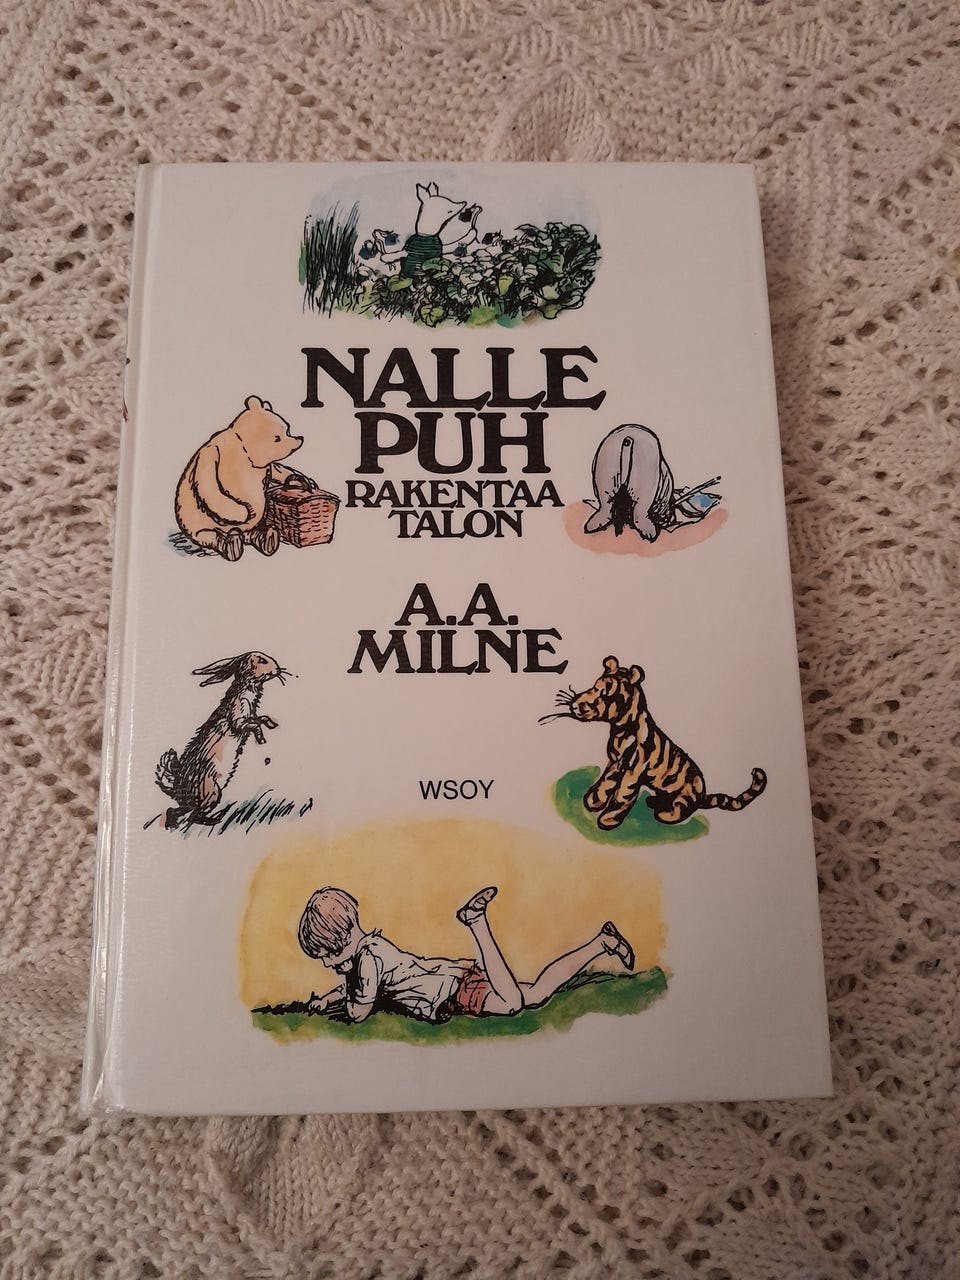 NALLE
PUH
RAKENTAA
TALON
A.A.
MILNE
WSOY